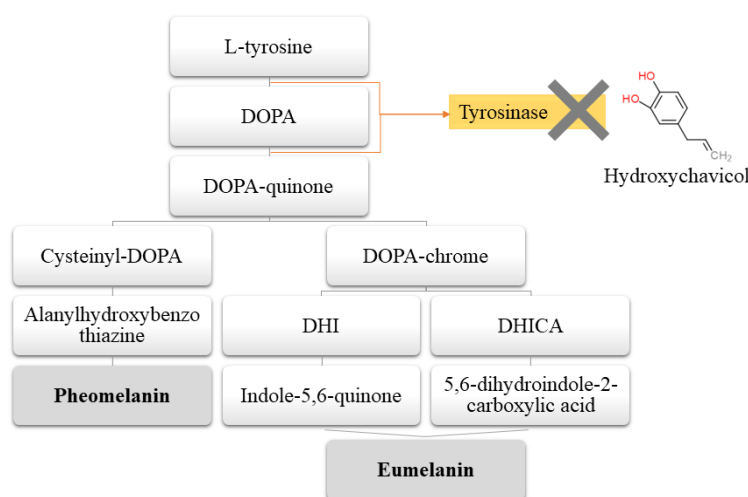 L-tyrosine
DOPA
Tyrosinase
HO
HO
CH2
Hydroxychavicol
DOPA-quinone
Cysteinyl-DOPA
DOPA-chrome
Alanylhydroxybenzo
thiazine
DHI
DHICA
Pheomelanin
Indole-5,6-quinone
5,6-dihydroindole-2-
carboxylic acid
Eumelanin